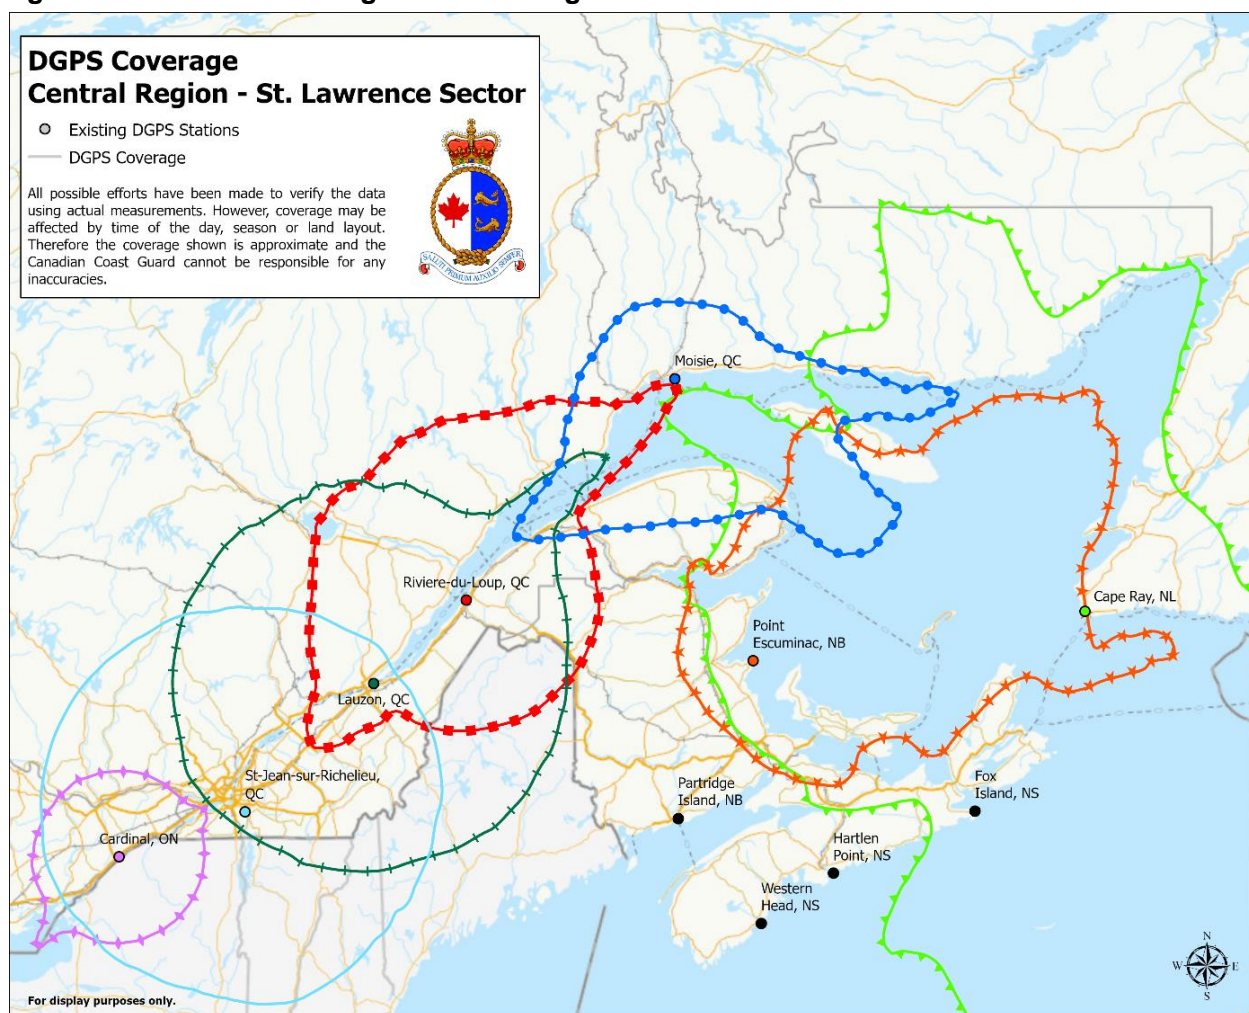 DGPS Coverage
Central Region - St. Lawrence Sector
Existing DGPS Stations
DGPS Coverage
All possible efforts have been made to verify the data
using actual measurements. However, coverage may be
affected by time of the day, season or land layout.
Therefore the coverage shown is approximate and the
Canadian Coast Guard cannot be responsible for any
inaccuracies.
SALUTI PRIMUM AUXILIO SEMPER
Moisie, QC
Riviere-du-Loup, QC
Cape Ray, NL
Point
Escuminac, NB
Lauzon, QC
St-Jean-sur-Richelieu,
QC
Partridge
Island, NB
Fox
Island, NS
Cardinal, ON
Hartlen
Point, NS
Western
Head, NS
N
W E
S
For display purposes only.